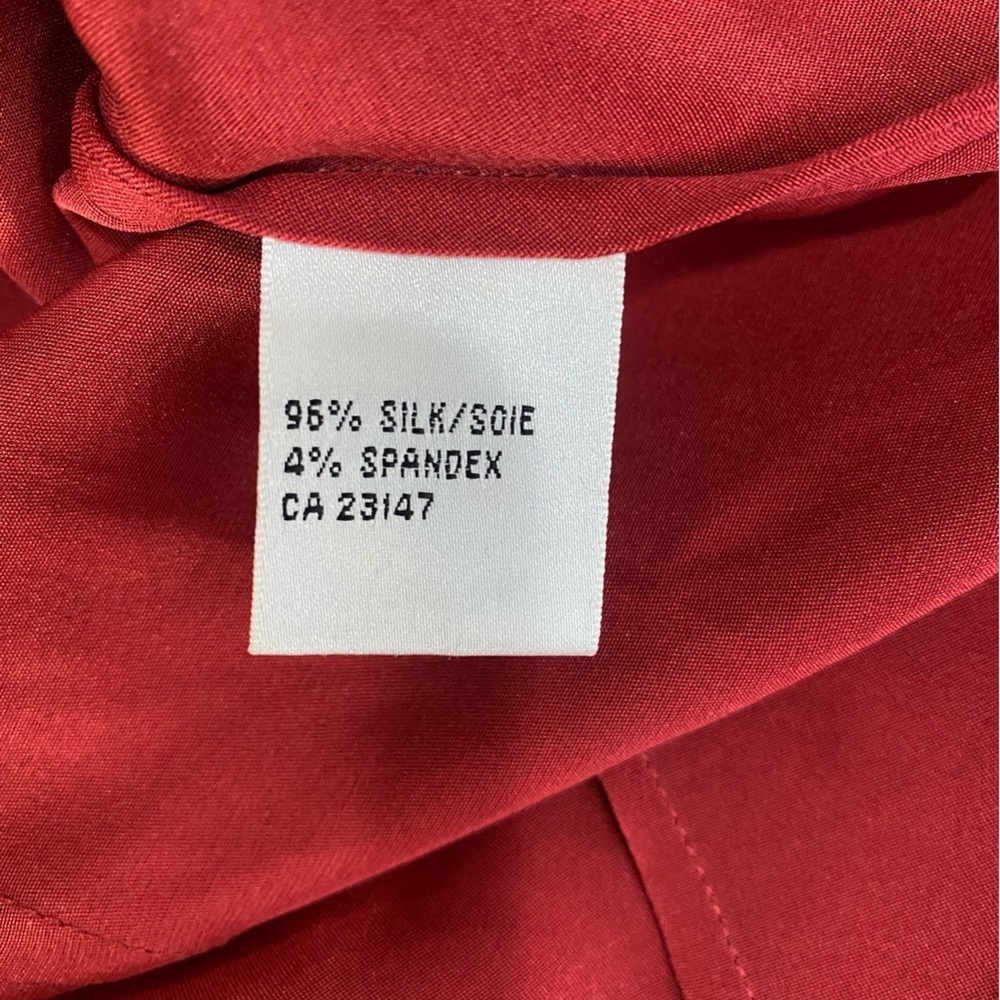 96% SILK/SOIE
4% SPANDEX
CA 23147